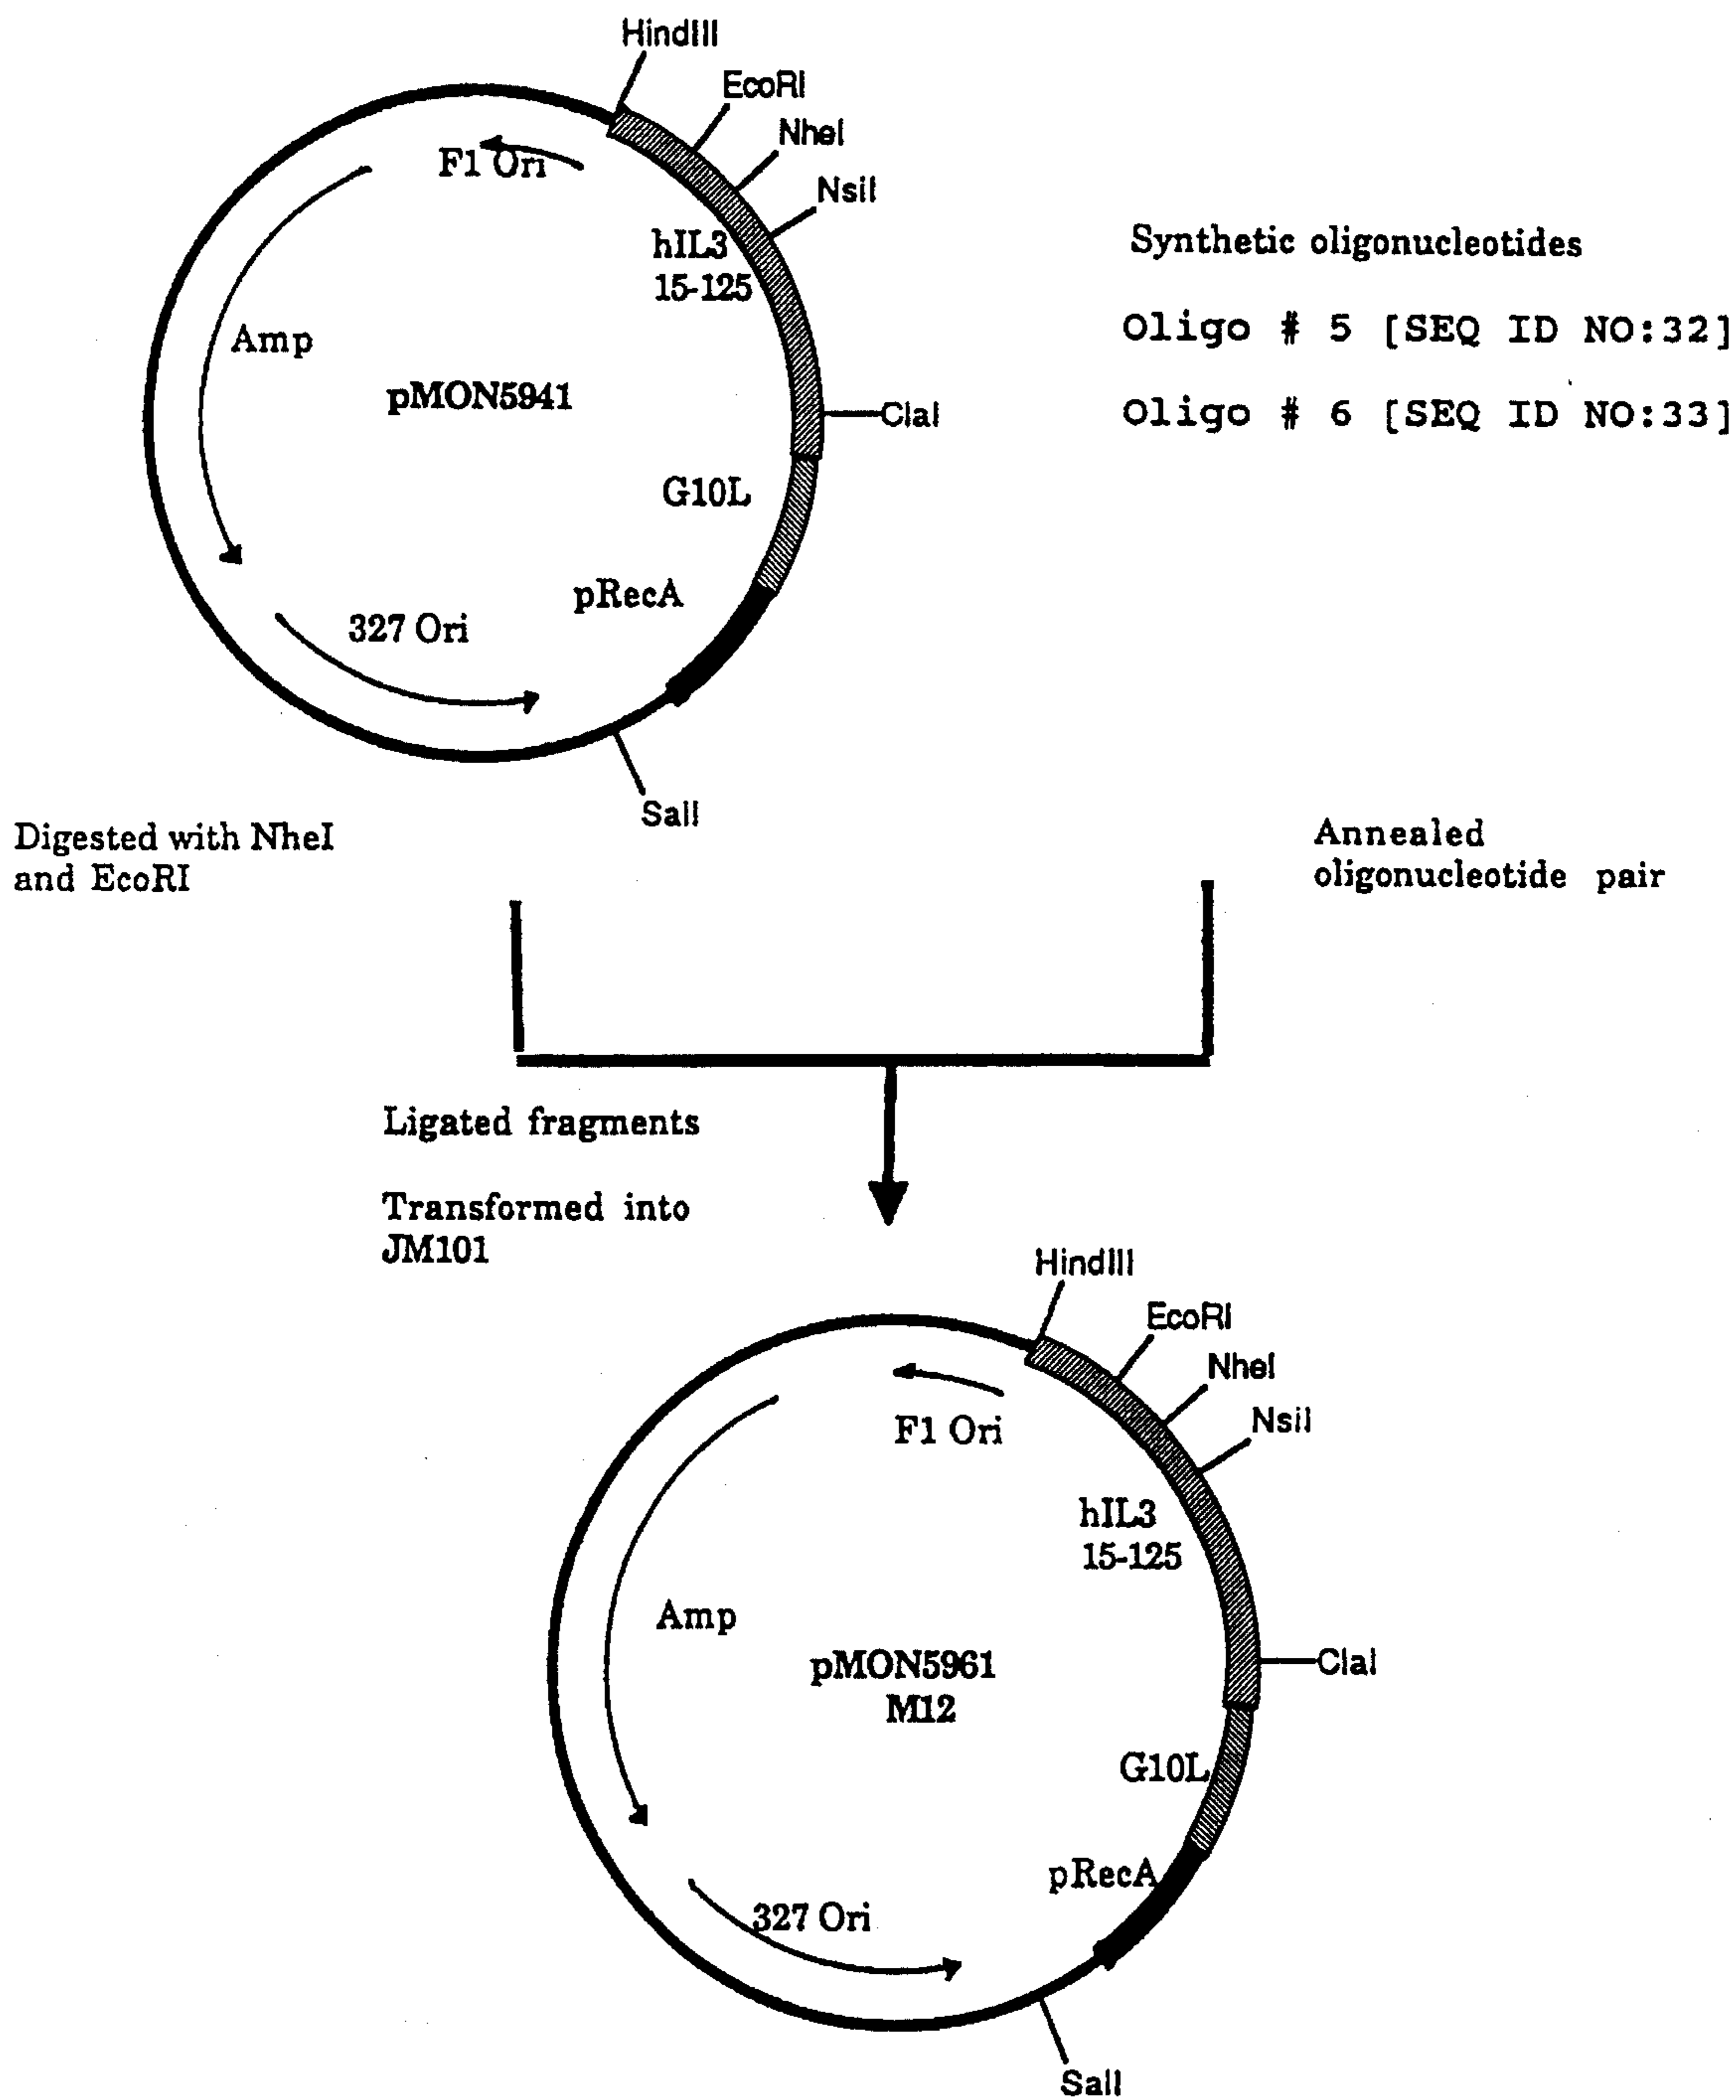 HindIII
EcoRI
NheI
NsiI
F1 Ori
hIL3
15-125
Synthetic oligonucleotides
Oligo # 5 [SEQ ID NO:32]
Amp
pMON5941
ClaI
Oligo # 6 [SEQ ID NO:33]
G10L
pRecA
327 Ori
SalI
Digested with NheI
and EcoRI
Annealed
oligonucleotide pair
Ligated fragments
Transformed into
JM101
HindIII
EcoRI
NheI
NsiI
F1 Ori
hIL3
15-125
Amp
pMON5961
M12
ClaI
G10L
pRecA
327 Ori
SalI